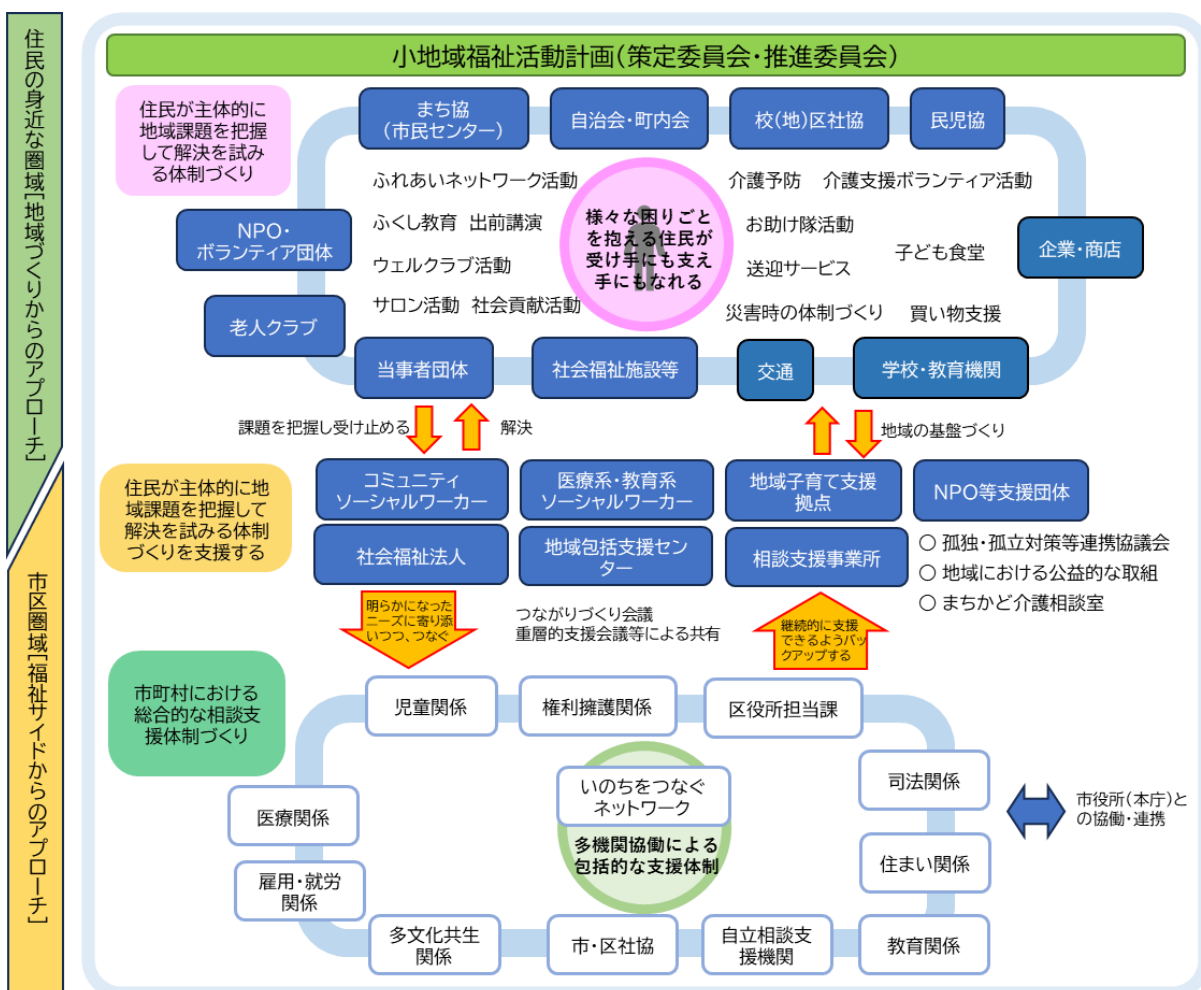 住民の身近な圏域[地域づくりからのアプローチ]
市区圏域[福祉サイドからのアプローチ]
小地域福祉活動計画(策定委員会・推進委員会)
住民が主体的に
地域課題を把握
して解決を試み
る体制づくり
まち協
(市民センター)
自治会・町内会
校(地)区社協
民児協
ふれあいネットワーク活動
ふくし教育 出前講演
ウェルクラブ活動
サロン活動 社会貢献活動
様々な困りごと
を抱える住民が
受け手にも支え
手にもなれる
介護予防 介護支援ボランティア活動
お助け隊活動
子ども食堂
送迎サービス
災害時の体制づくり 買い物支援
NPO・
ボランティア団体
企業・商店
老人クラブ
当事者団体
社会福祉施設等
交通
学校・教育機関
課題を把握し受け止める
解決
地域の基盤づくり
住民が主体的に地
域課題を把握して
解決を試みる体制
づくりを支援する
コミュニティ
ソーシャルワーカー
医療系・教育系
ソーシャルワーカー
地域子育て支援
拠点
NPO等支援団体
社会福祉法人
地域包括支援セン
ター
相談支援事業所
○ 孤独・孤立対策等連携協議会
○ 地域における公益的な取組
○ まちかど介護相談室
明らかになった
ニーズに寄り添
いつつ、つなぐ
つながりづくり会議
重層的支援会議等による共有
継続的に支援
できるようバッ
クアップする
市町村における
総合的な相談支
援体制づくり
児童関係
権利擁護関係
区役所担当課
いのちをつなぐ
ネットワーク
多機関協働による
包括的な支援体制
司法関係
市役所(本庁)と
の協働・連携
医療関係
住まい関係
雇用・就労
関係
多文化共生
関係
市・区社協
自立相談支
援機関
教育関係